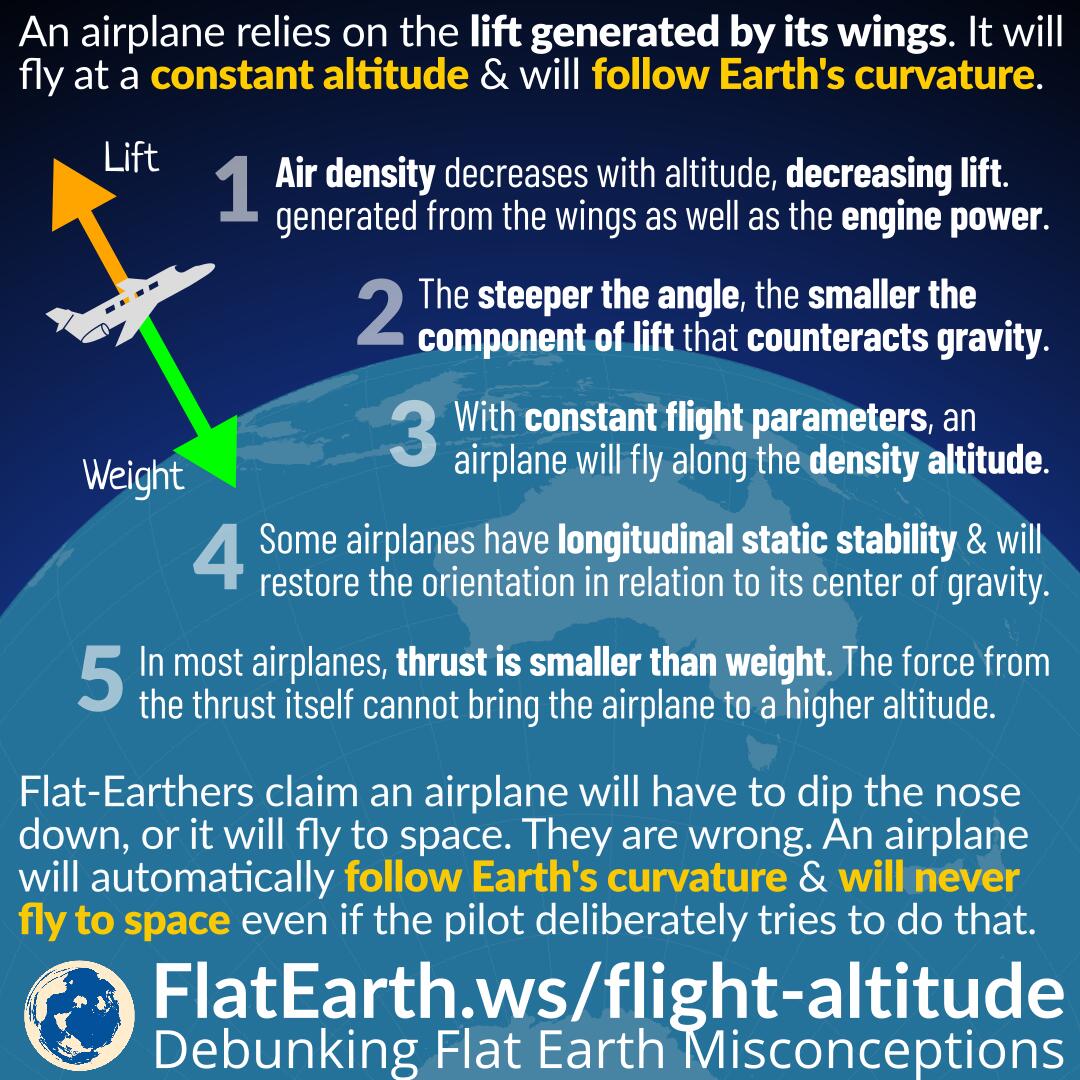 An airplane relies on the lift generated by its wings. It will
fly at a constant altitude & will follow Earth's curvature.
Lift
1 Air density decreases with altitude, decreasing lift.
generated from the wings as well as the engine power.
2 The steeper the angle, the smaller the
component of lift that counteracts gravity.
3 With constant flight parameters, an
airplane will fly along the density altitude.
Weight
4 Some airplanes have longitudinal static stability & will
restore the orientation in relation to its center of gravity.
5 In most airplanes, thrust is smaller than weight. The force from
the thrust itself cannot bring the airplane to a higher altitude.
Flat-Earthers claim an airplane will have to dip the nose
down, or it will fly to space. They are wrong. An airplane
will automatically follow Earth's curvature & will never
fly to space even if the pilot deliberately tries to do that.
FlatEarth.ws/flight-altitude
Debunking Flat Earth Misconceptions